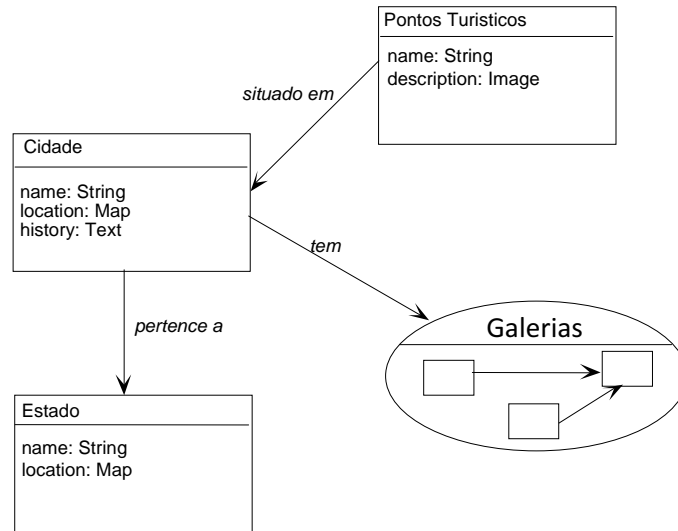 Pontos Turisticos
name: String
description: Image
situado em
Cidade
name: String
location: Map
history: Text
tem
pertence a
Galerias
Estado
name: String
location: Map